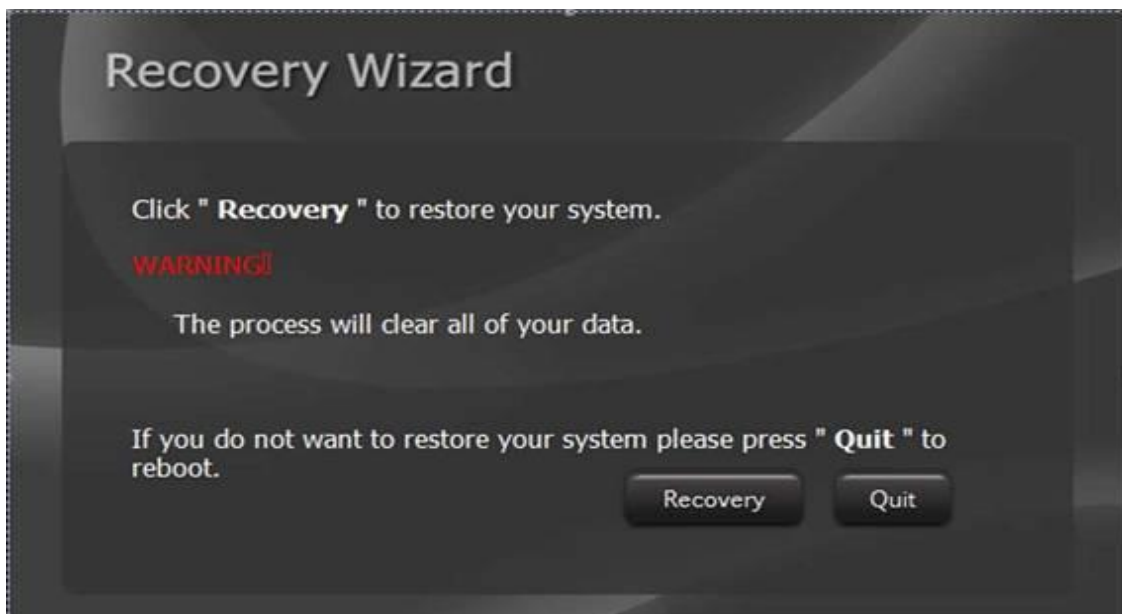 Recovery Wizard
Click " Recovery " to restore your system.
WARNING▯
The process will clear all of your data.
If you do not want to restore your system please press " Quit " to
reboot.
Recovery
Quit